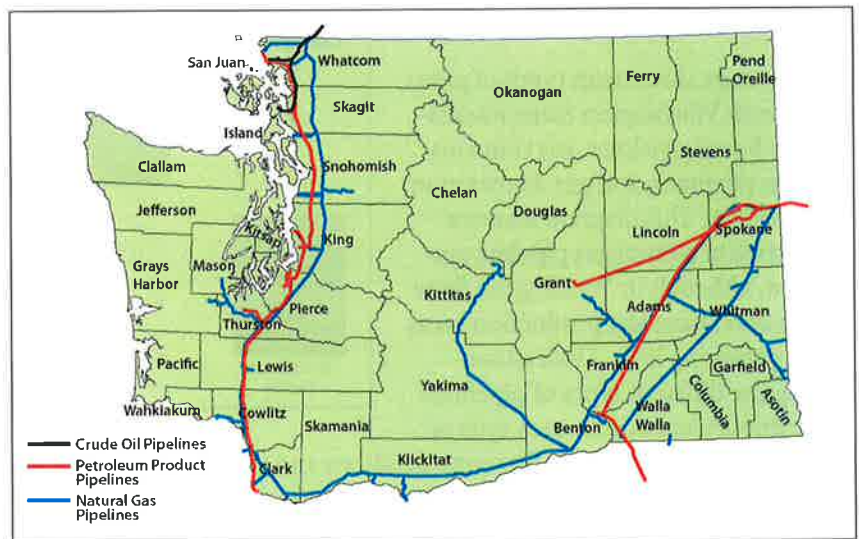 San Juan
Whatcom
Pend
Oreille
Ferry
Okanogan
Skagit
Island
Stevens
Clallam
Snohomish
Chelan
Jefferson
Douglas
Lincoln
Spokane
Kitsap
King
Grays
Harbor
Mason
Grant
Kittitas
Adams
Pierce
Whitman
Thurston
Pacific
Lewis
Franklin
Garfield
Yakima
Columbia
Asotin
Wahkiakum
Cowlitz
Skamania
Benton
Walla
Walla
Klickitat
Clark
Crude Oil Pipelines
Petroleum Product
Pipelines
Natural Gas
Pipelines